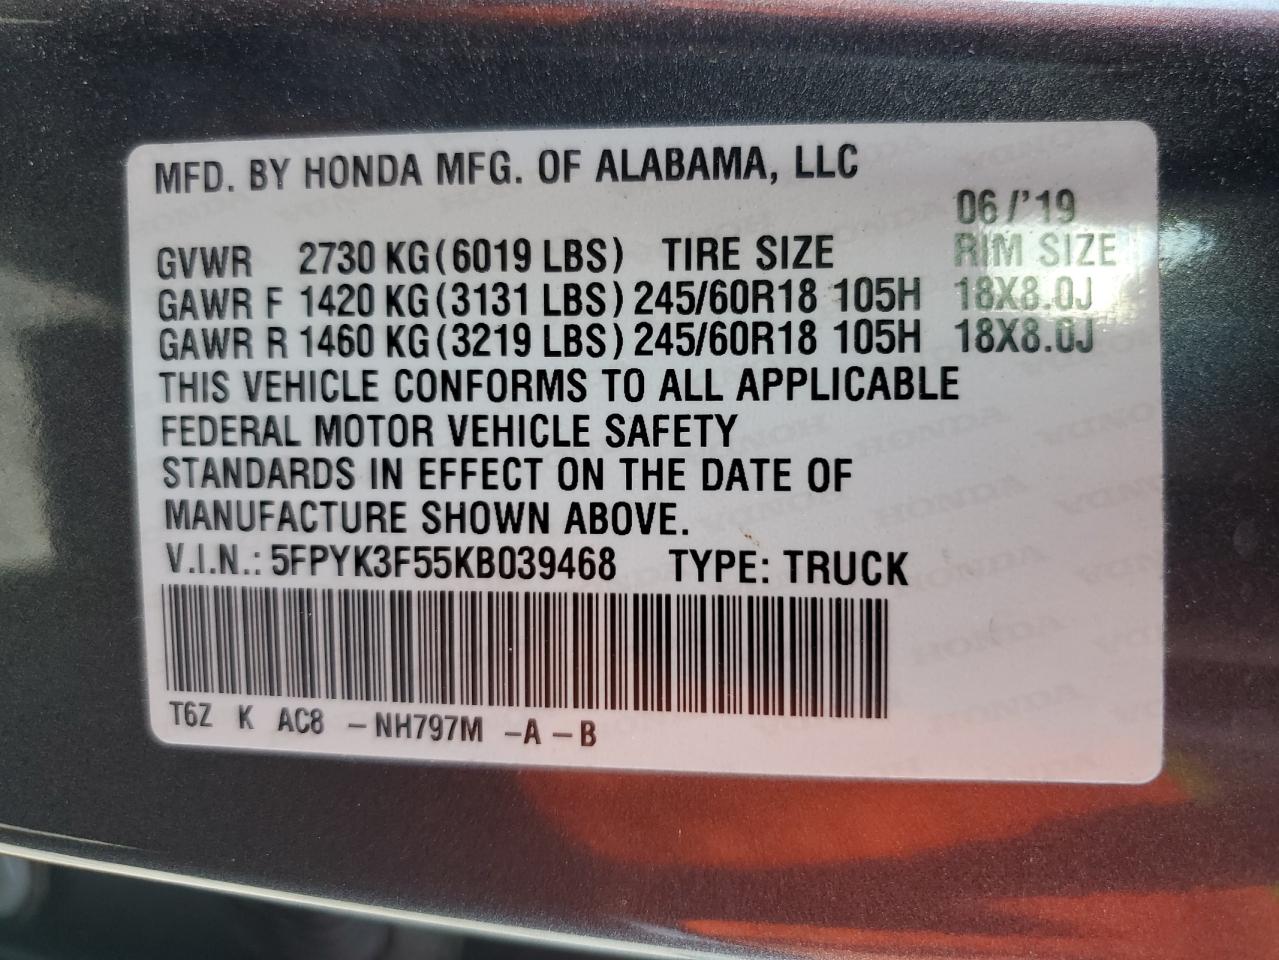 MFD. BY HONDA MFG. OF ALABAMA, LLC
06/'19
GVWR 2730 KG (6019 LBS) TIRE SIZE RIM SIZE
GAWR F 1420 KG (3131 LBS) 245/60R18 105H 18X8.0J
GAWR R 1460 KG (3219 LBS) 245/60R18 105H 18X8.0J
THIS VEHICLE CONFORMS TO ALL APPLICABLE
FEDERAL MOTOR VEHICLE SAFETY
STANDARDS IN EFFECT ON THE DATE OF
MANUFACTURE SHOWN ABOVE.
V.I.N.: 5FPYK3F55KB039468 TYPE: TRUCK
T6Z K AC8 -NH797M -A -B